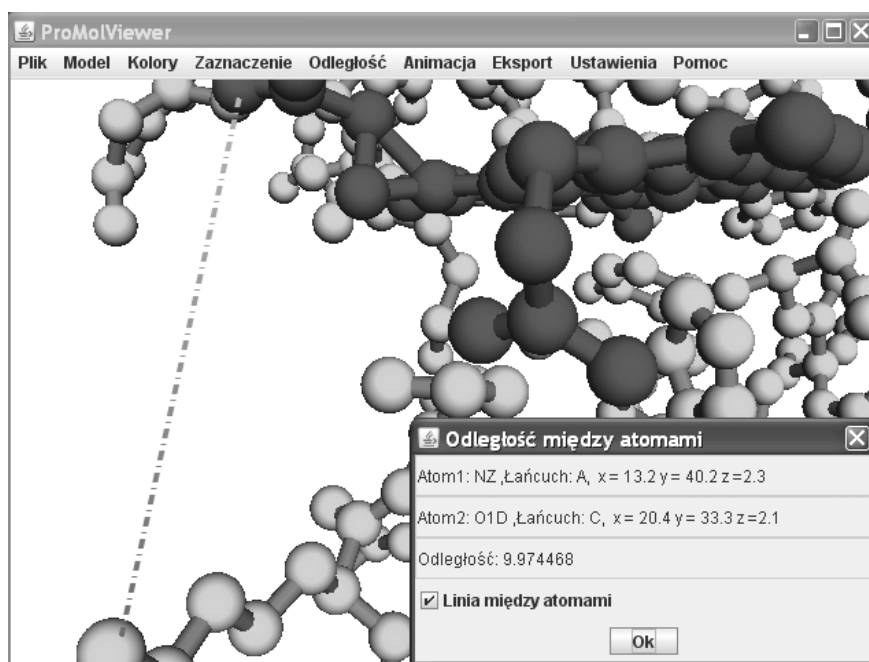 ProMolViewer
Plik Model Kolory Zaznaczenie Odległość Animacja Eksport Ustawienia Pomoc
Odległość między atomami
Atom1: NZ ,Łańcuch: A, x = 13.2 y = 40.2 z=2.3
Atom2: O1D ,Łańcuch: C, x = 20.4 y = 33.3 z=2.1
Odległość: 9.974468
Linia między atomami
Ok